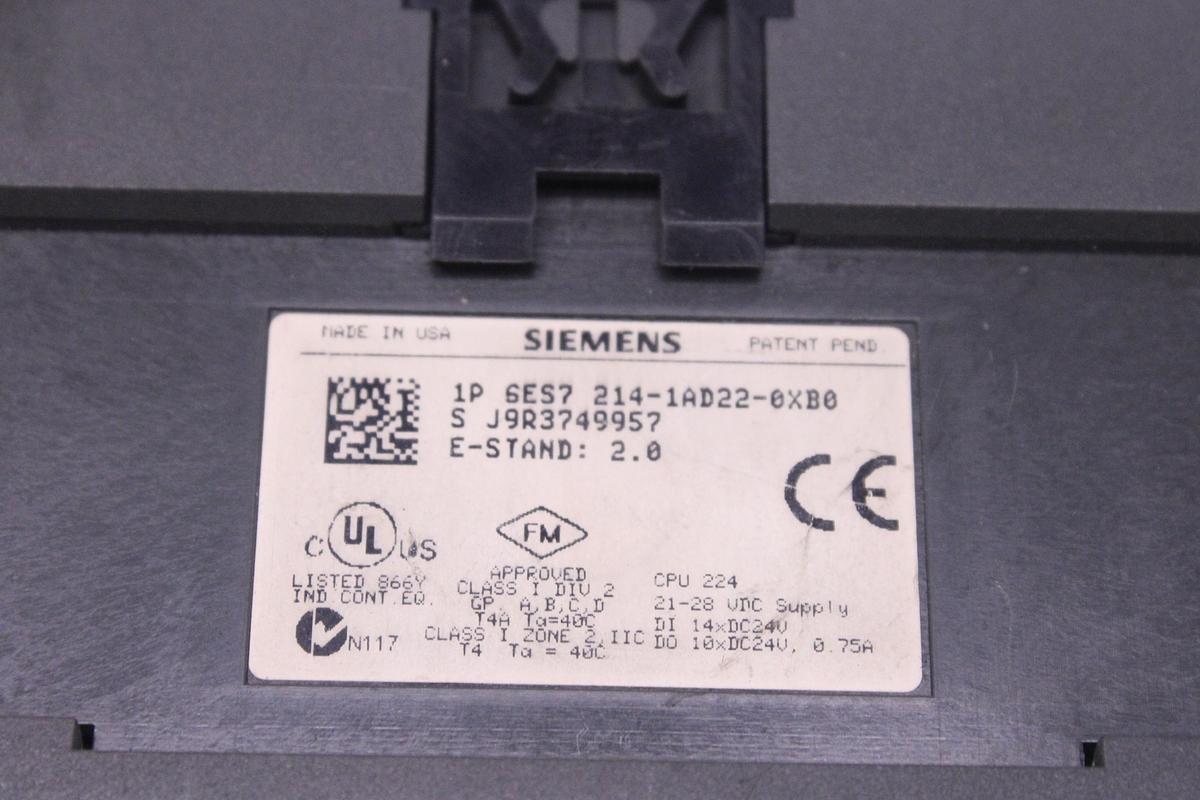 MADE IN USA SIEMENS PATENT PEND.
1P 6ES7 214-1AD22-0XB0
S J9R3749957
E-STAND: 2.0
CE
C UL US
LISTED 866Y
IND CONT. EQ.
N117
FM
APPROVED
CLASS I DIV 2
GP. A,B,C,D
T4A Ta=40C
CLASS I ZONE 2,IIC
T4 Ta = 40C
CPU 224
21-28 VDC Supply
DI 14xDC24V
DO 10xDC24V, 0.75A